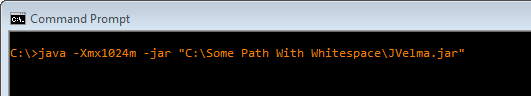 Command Prompt
C:\>java -Xmx1024m -jar "C:\Some Path With Whitespace\JVelma.jar"